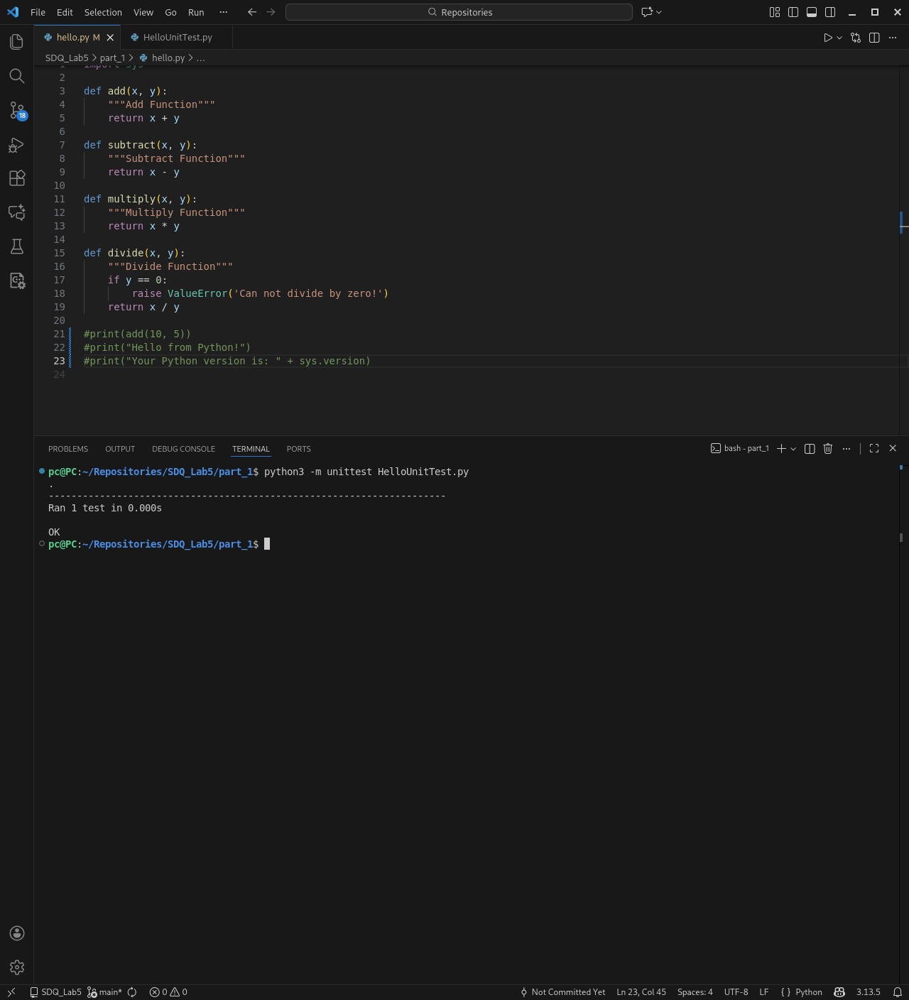 File Edit Selection View Go Run ··· Repositories
hello.py M HelloUnitTest.py
SDQ_Lab5 > part_1 > hello.py > ...
1 import sys
2
3 def add(x, y):
4 """Add Function"""
5 return x + y
6
7 def subtract(x, y):
8 """Subtract Function"""
9 return x - y
10
11 def multiply(x, y):
12 """Multiply Function"""
13 return x * y
14
15 def divide(x, y):
16 """Divide Function"""
17 if y == 0:
18 raise ValueError('Can not divide by zero!')
19 return x / y
20
21 #print(add(10, 5))
22 #print("Hello from Python!")
23 #print("Your Python version is: " + sys.version)
24
18
PROBLEMS OUTPUT DEBUG CONSOLE TERMINAL PORTS bash - part_1
pc@PC:~/Repositories/SDQ_Lab5/part_1$ python3 -m unittest HelloUnitTest.py
.
----------------------------------------------------------------------
Ran 1 test in 0.000s
OK
pc@PC:~/Repositories/SDQ_Lab5/part_1$
SDQ_Lab5 main* 0 0 Not Committed Yet Ln 23, Col 45 Spaces: 4 UTF-8 LF { } Python 3.13.5